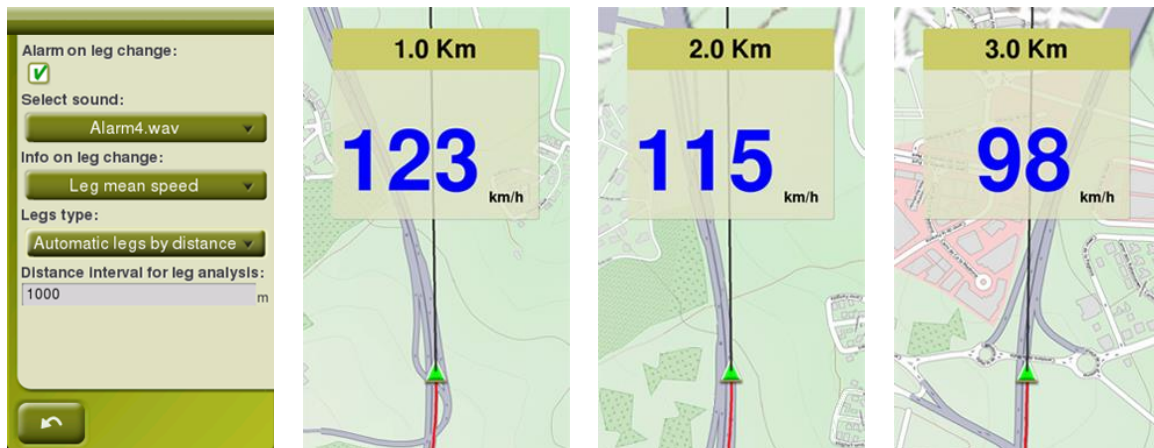 Alarm on leg change:
Select sound:
Alarm4.wav
Info on leg change:
Leg mean speed
Legs type:
Automatic legs by distance
Distance interval for leg analysis:
1000
m
1.0 Km
123
km/h
2.0 Km
115
km/h
3.0 Km
98
km/h